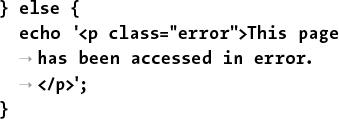 } else {
echo '<p class="error">This page
→ has been accessed in error.
→ </p>';
}